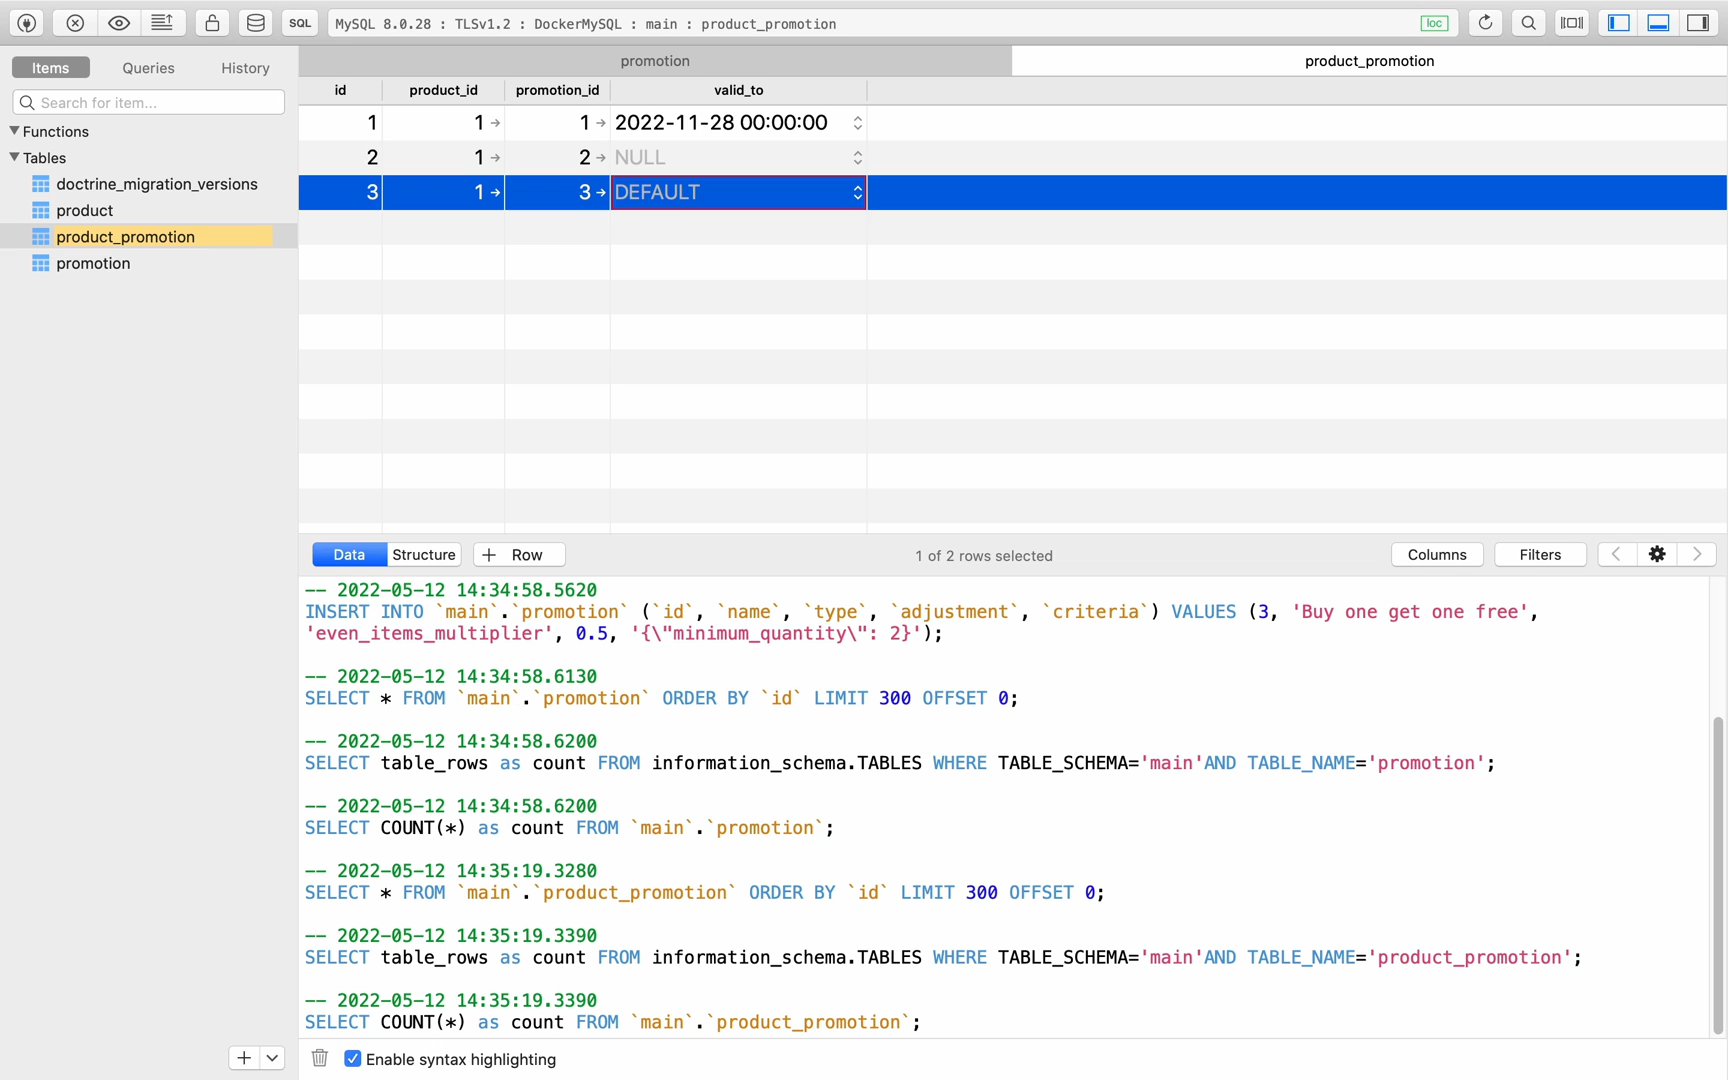 SQL
MySQL 8.0.28 : TLSv1.2 : DockerMySQL : main : product_promotion
loc
Items Queries History
Search for item...
Functions
Tables
doctrine_migration_versions
product
product_promotion
promotion
promotion product_promotion
id product_id promotion_id valid_to
1 1 → 1 → 2022-11-28 00:00:00
2 1 → 2 → NULL
3 1 → 3 → DEFAULT
Data Structure + Row 1 of 2 rows selected Columns Filters
-- 2022-05-12 14:34:58.5620
INSERT INTO `main`.`promotion` (`id`, `name`, `type`, `adjustment`, `criteria`) VALUES (3, 'Buy one get one free',
'even_items_multiplier', 0.5, '{\"minimum_quantity\": 2}');
-- 2022-05-12 14:34:58.6130
SELECT * FROM `main`.`promotion` ORDER BY `id` LIMIT 300 OFFSET 0;
-- 2022-05-12 14:34:58.6200
SELECT table_rows as count FROM information_schema.TABLES WHERE TABLE_SCHEMA='main'AND TABLE_NAME='promotion';
-- 2022-05-12 14:34:58.6200
SELECT COUNT(*) as count FROM `main`.`promotion`;
-- 2022-05-12 14:35:19.3280
SELECT * FROM `main`.`product_promotion` ORDER BY `id` LIMIT 300 OFFSET 0;
-- 2022-05-12 14:35:19.3390
SELECT table_rows as count FROM information_schema.TABLES WHERE TABLE_SCHEMA='main'AND TABLE_NAME='product_promotion';
-- 2022-05-12 14:35:19.3390
SELECT COUNT(*) as count FROM `main`.`product_promotion`;
Enable syntax highlighting